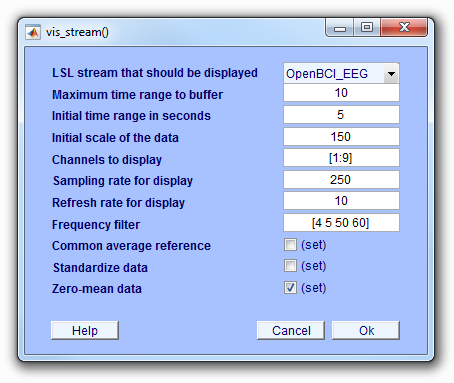 vis_stream()
LSL stream that should be displayed OpenBCI_EEG
Maximum time range to buffer 10
Initial time range in seconds 5
Initial scale of the data 150
Channels to display [1:9]
Sampling rate for display 250
Refresh rate for display 10
Frequency filter [4 5 50 60]
Common average reference (set)
Standardize data (set)
Zero-mean data (set)
Help Cancel Ok